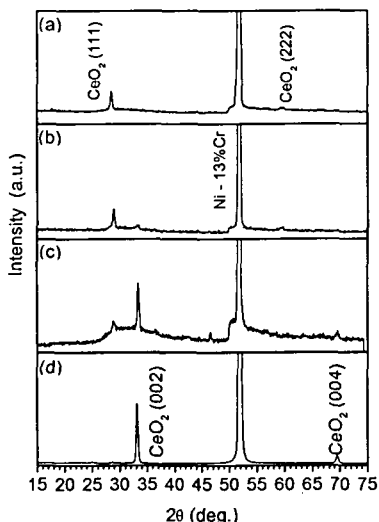 Intensity (a.u.)
(a)
CeO₂ (111)
CeO₂ (222)
(b)
Ni - 13%Cr
(c)
(d)
CeO₂ (002)
CeO₂ (004)
15 20 25 30 35 40 45 50 55 60 65 70 75
2θ (deg.)